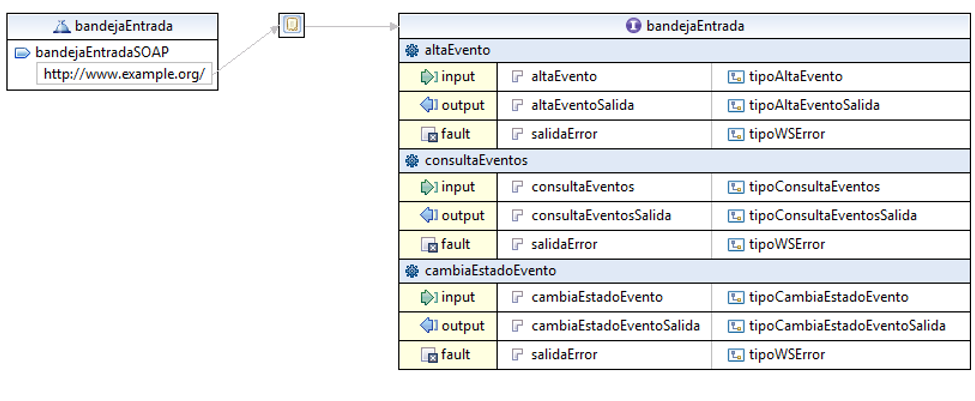 bandejaEntrada
bandejaEntradaSOAP
http://www.example.org/
bandejaEntrada
altaEvento
input altaEvento tipoAltaEvento
output altaEventoSalida tipoAltaEventoSalida
fault salidaError tipoWSError
consultaEventos
input consultaEventos tipoConsultaEventos
output consultaEventosSalida tipoConsultaEventosSalida
fault salidaError tipoWSError
cambiaEstadoEvento
input cambiaEstadoEvento tipoCambiaEstadoEvento
output cambiaEstadoEventoSalida tipoCambiaEstadoEventoSalida
fault salidaError tipoWSError